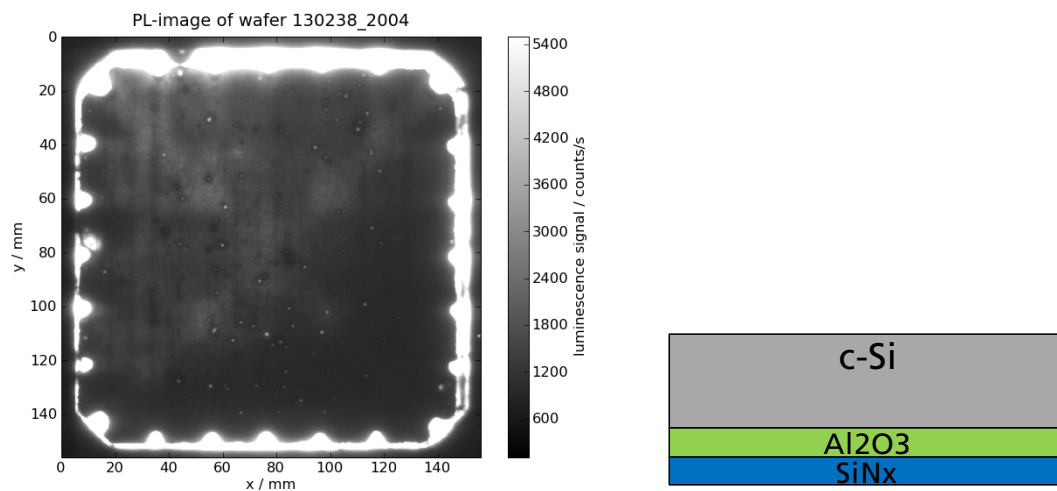 PL-image of wafer 130238_2004
0
20
40
60
80
100
120
140
y / mm
0 20 40 60 80 100 120 140
x / mm
5400
4800
4200
3600
3000
2400
1800
1200
600
luminescence signal / counts/s
c-Si
Al2O3
SiNx